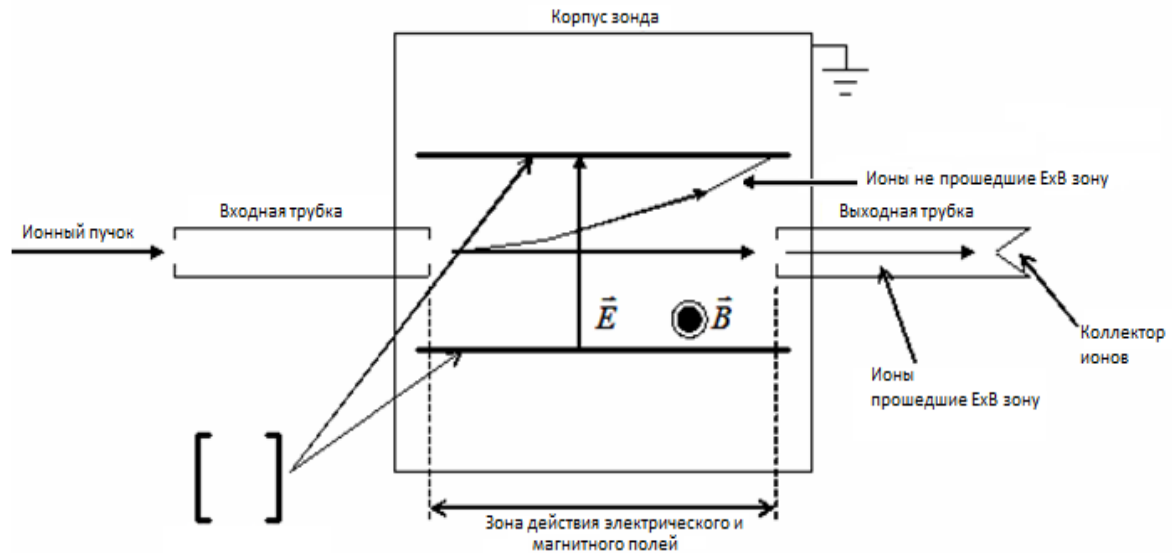 Корпус зонда
Ионы не прошедшие ExB зону
Входная трубка
Выходная трубка
Ионный пучок
E
B
Коллектор
ионов
Ионы
прошедшие ExB зону
[ ]
Зона действия электрического и
магнитного полей